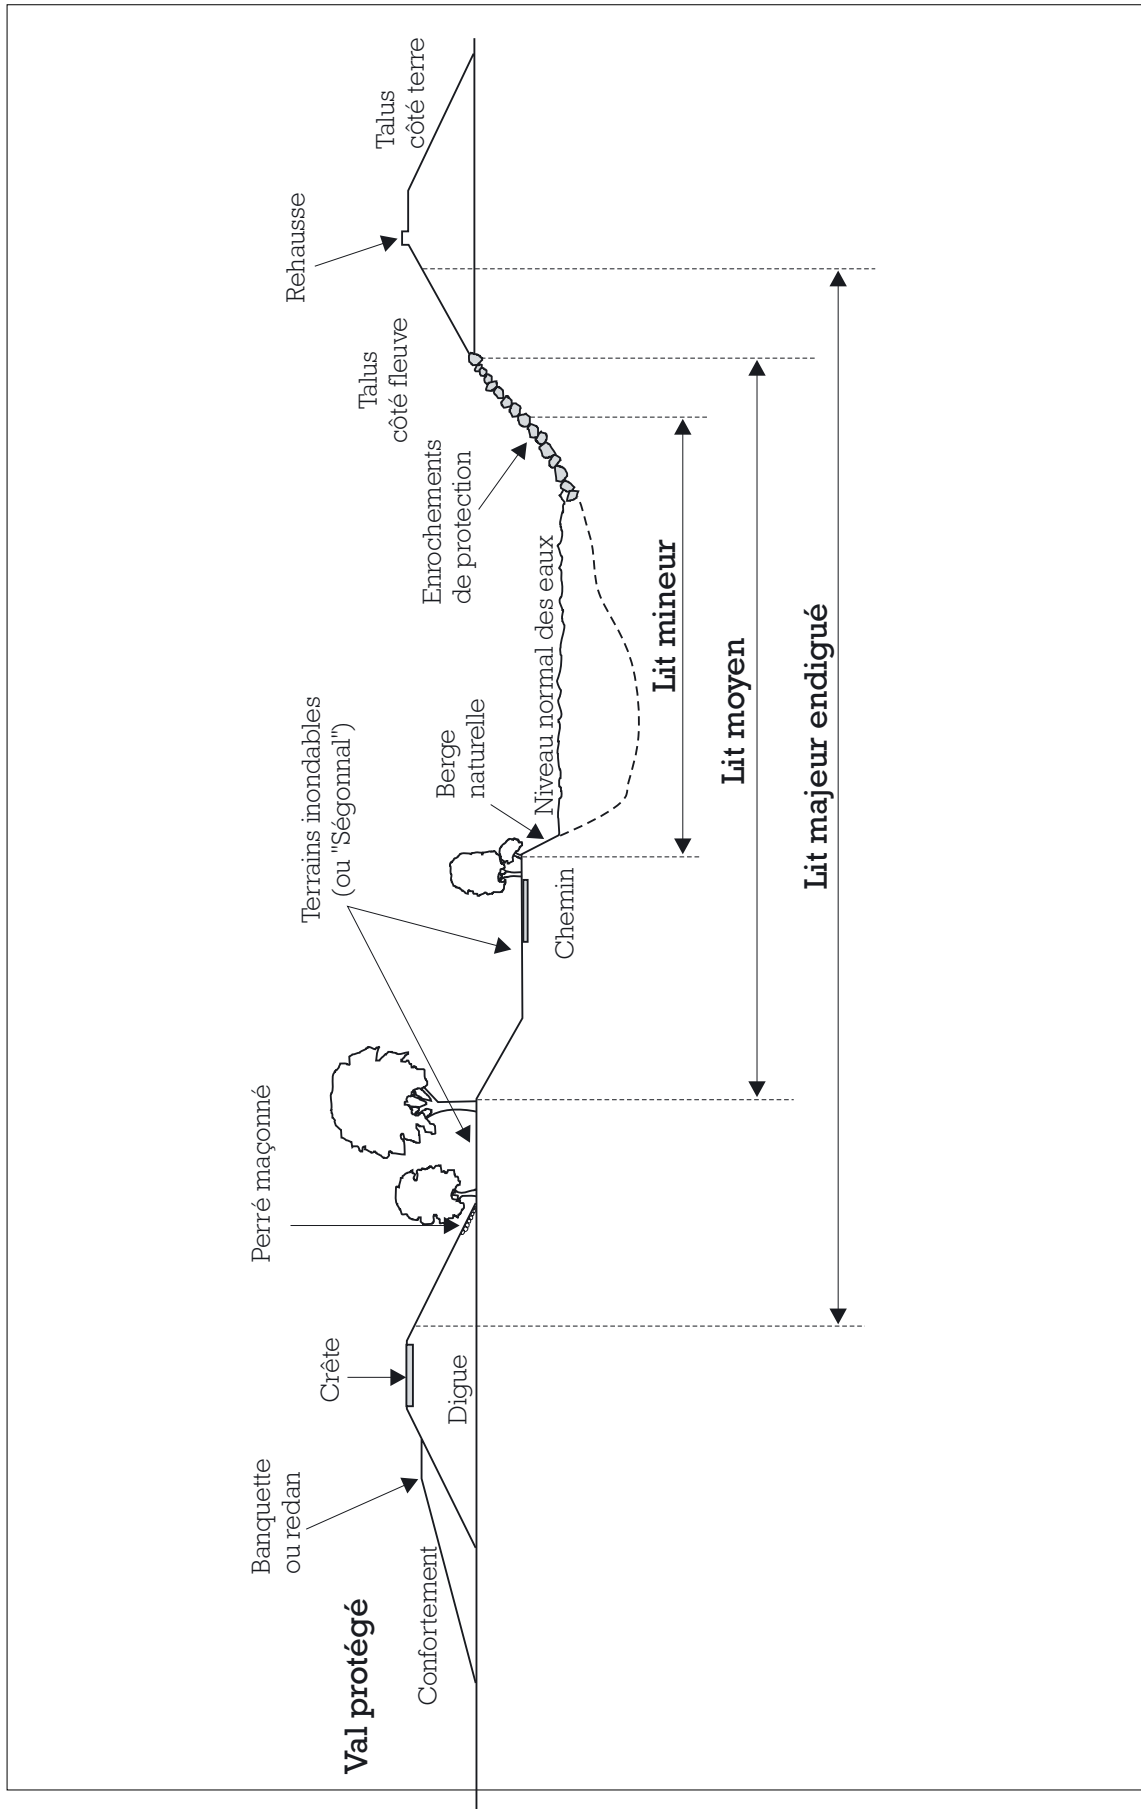 Val protégé
Confortement
Banquette
ou redan
Crête
Digue
Perré maçonné
Terrains inondables
(ou "Ségonnal")
Chemin
Berge
naturelle
Niveau normal des eaux
Enrochements
de protection
Talus
côté fleuve
Rehausse
Talus
côté terre
Lit mineur
Lit moyen
Lit majeur endigué